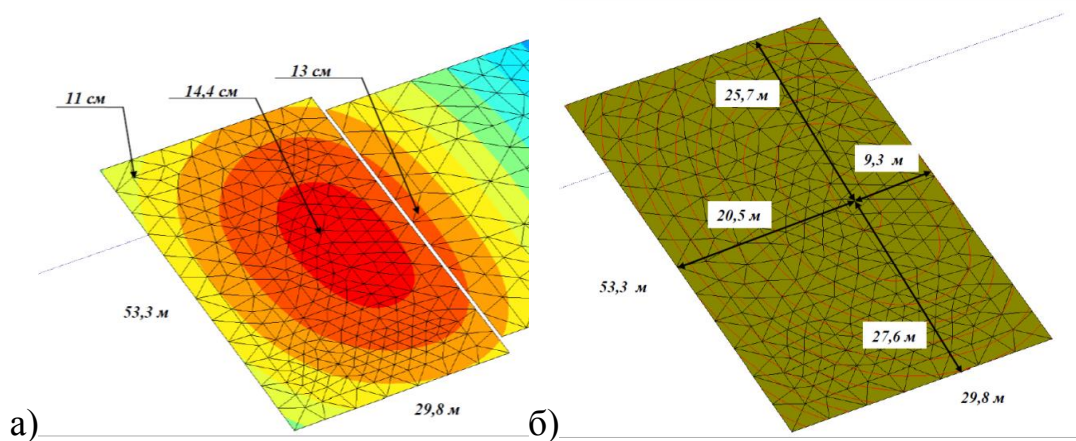 11 см
14,4 см
13 см
53,3 м
29,8 м
а)
25,7 м
9,3 м
20,5 м
53,3 м
27,6 м
29,8 м
б)